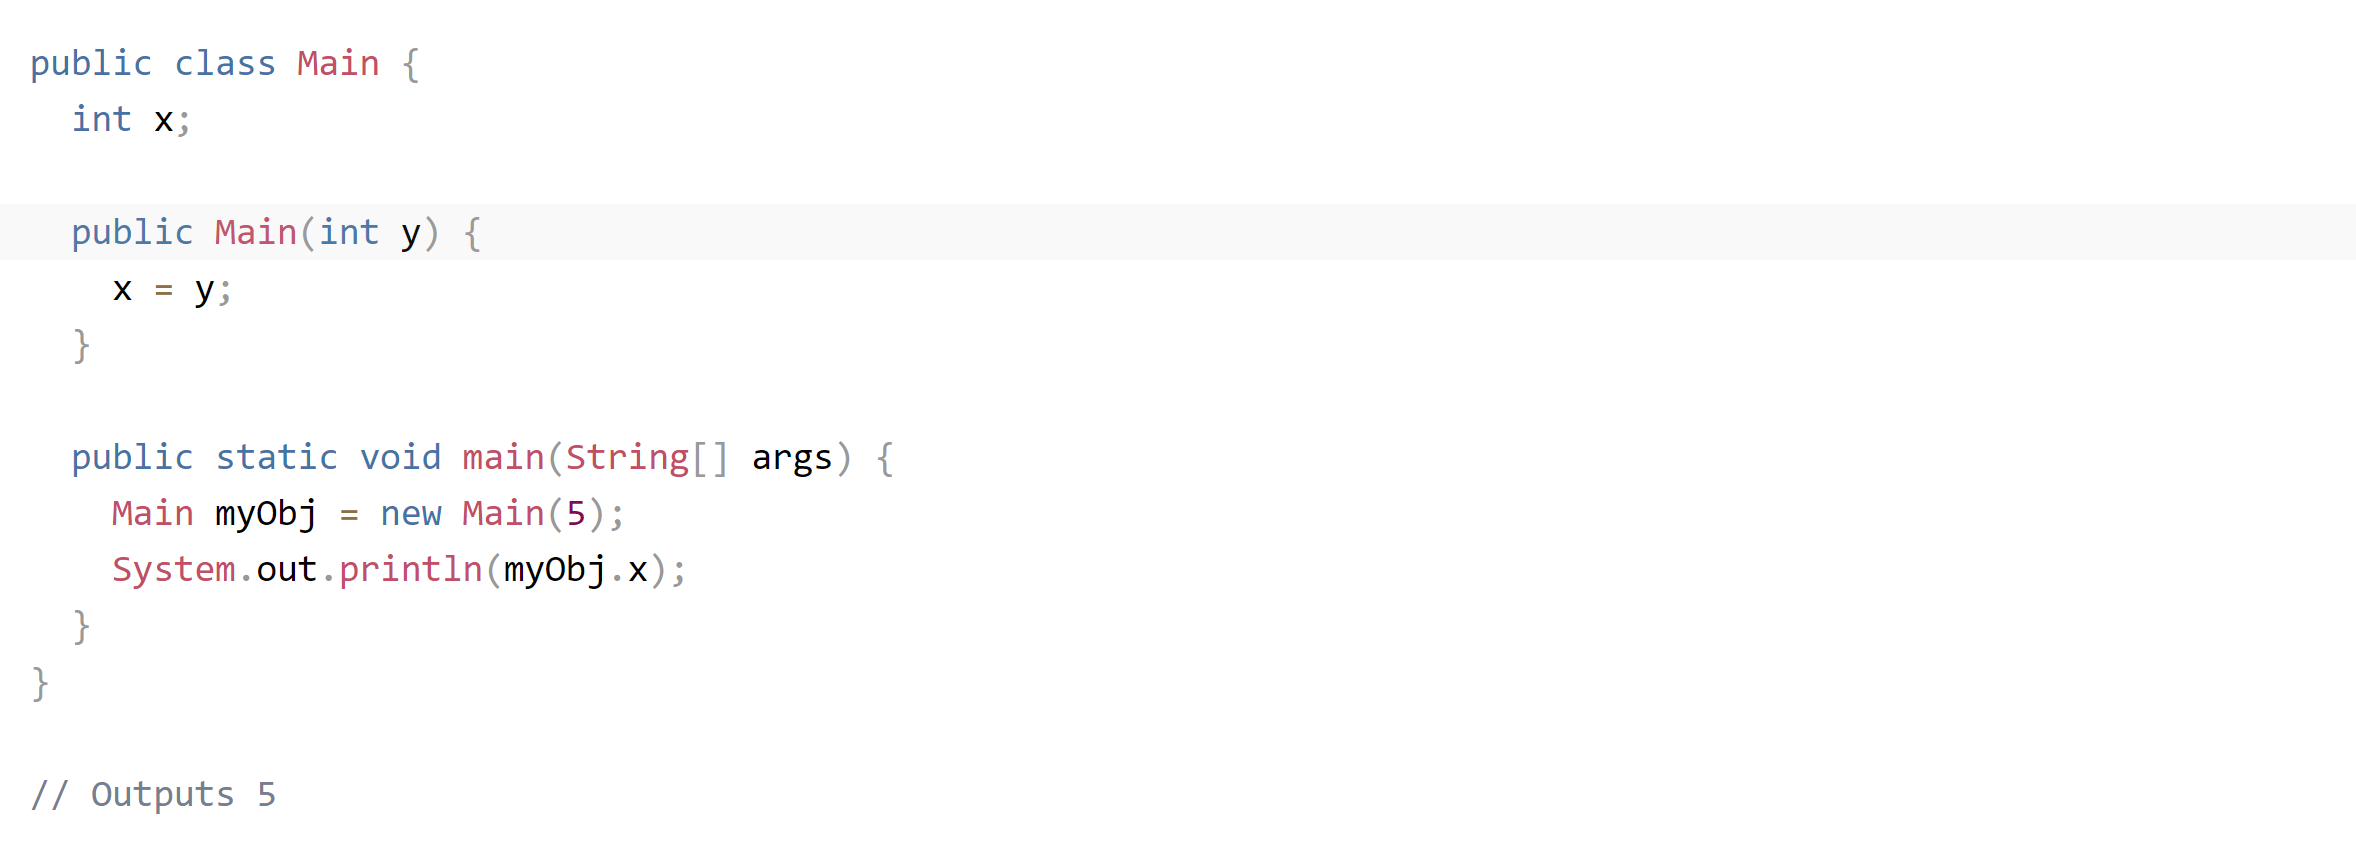 public class Main {
  int x;

  public Main(int y) {
    x = y;
  }

  public static void main(String[] args) {
    Main myObj = new Main(5);
    System.out.println(myObj.x);
  }
}

// Outputs 5